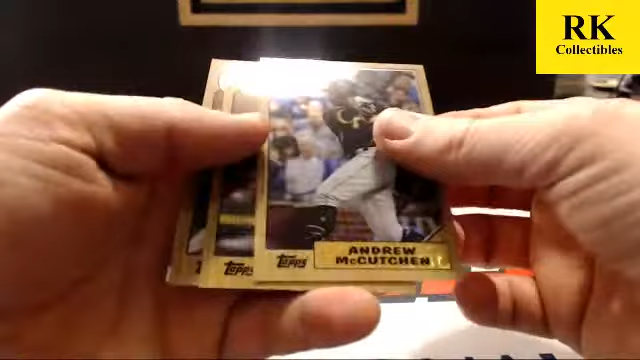 RK
Collectibles
ANDREW
McCUTCHEN
Topps
Topps